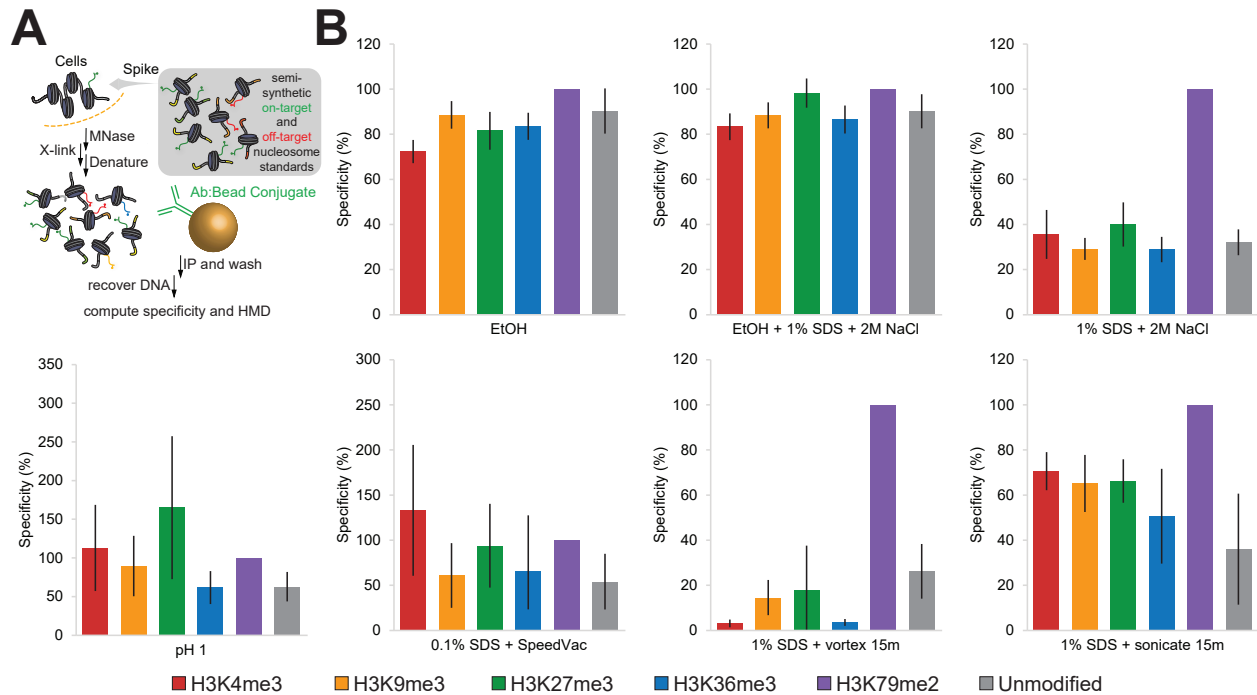 A
Cells
Spike
semi-
synthetic
on-target
and
off-target
nucleosome
standards
MNase
X-link
Denature
Ab:Bead Conjugate
IP and wash
recover DNA
compute specificity and HMD
B
Specificity (%)
120
100
80
60
40
20
0
EtOH
Specificity (%)
120
100
80
60
40
20
0
EtOH + 1% SDS + 2M NaCl
Specificity (%)
120
100
80
60
40
20
0
1% SDS + 2M NaCl
Specificity (%)
350
300
250
200
150
100
50
0
pH 1
Specificity (%)
300
250
200
150
100
50
0
0.1% SDS + SpeedVac
Specificity (%)
120
100
80
60
40
20
0
1% SDS + vortex 15m
Specificity (%)
120
100
80
60
40
20
0
1% SDS + sonicate 15m
H3K4me3
H3K9me3
H3K27me3
H3K36me3
H3K79me2
Unmodified